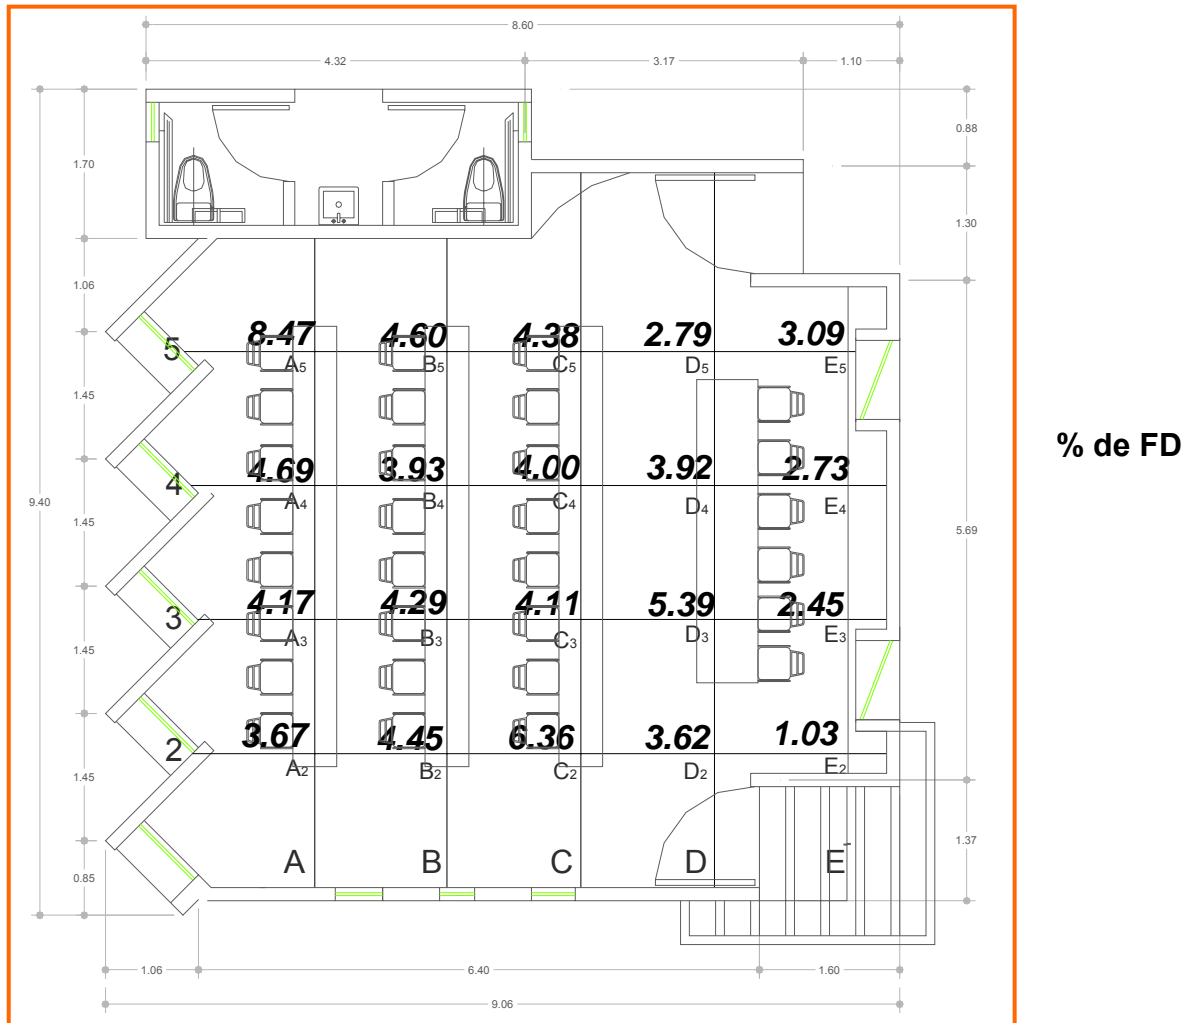 8.60
4.32 3.17 1.10
0.88
1.70
1.30
1.06
8.47 4.60 4.38 2.79 3.09
5 A5 B5 C5 D5 E5
1.45
% de FD
4.69 3.93 4.00 3.92 2.73
4 A4 B4 C4 D4 E4
9.40
1.45 5.69
4.17 4.29 4.11 5.39 2.45
3 A3 B3 C3 D3 E3
1.45
3.67 4.45 6.36 3.62 1.03
2 A2 B2 C2 D2 E2
1.45
1.37
A B C D E
0.85
1.06 6.40 1.60
9.06